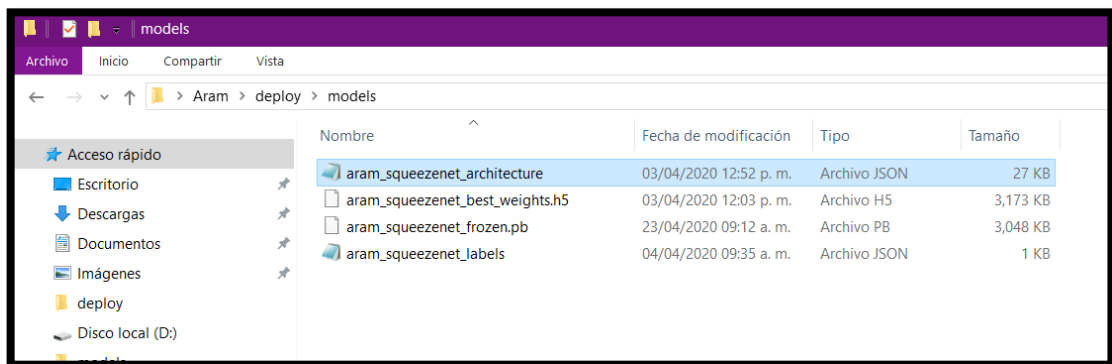 models
Archivo Inicio Compartir Vista
Aram > deploy > models
Nombre Fecha de modificación Tipo Tamaño
Acceso rápido
aram_squeezenet_architecture 03/04/2020 12:52 p. m. Archivo JSON 27 KB
Escritorio
aram_squeezenet_best_weights.h5 03/04/2020 12:03 p. m. Archivo H5 3,173 KB
Descargas
aram_squeezenet_frozen.pb 23/04/2020 09:12 a. m. Archivo PB 3,048 KB
Documentos
aram_squeezenet_labels 04/04/2020 09:35 a. m. Archivo JSON 1 KB
Imágenes
deploy
Disco local (D:)